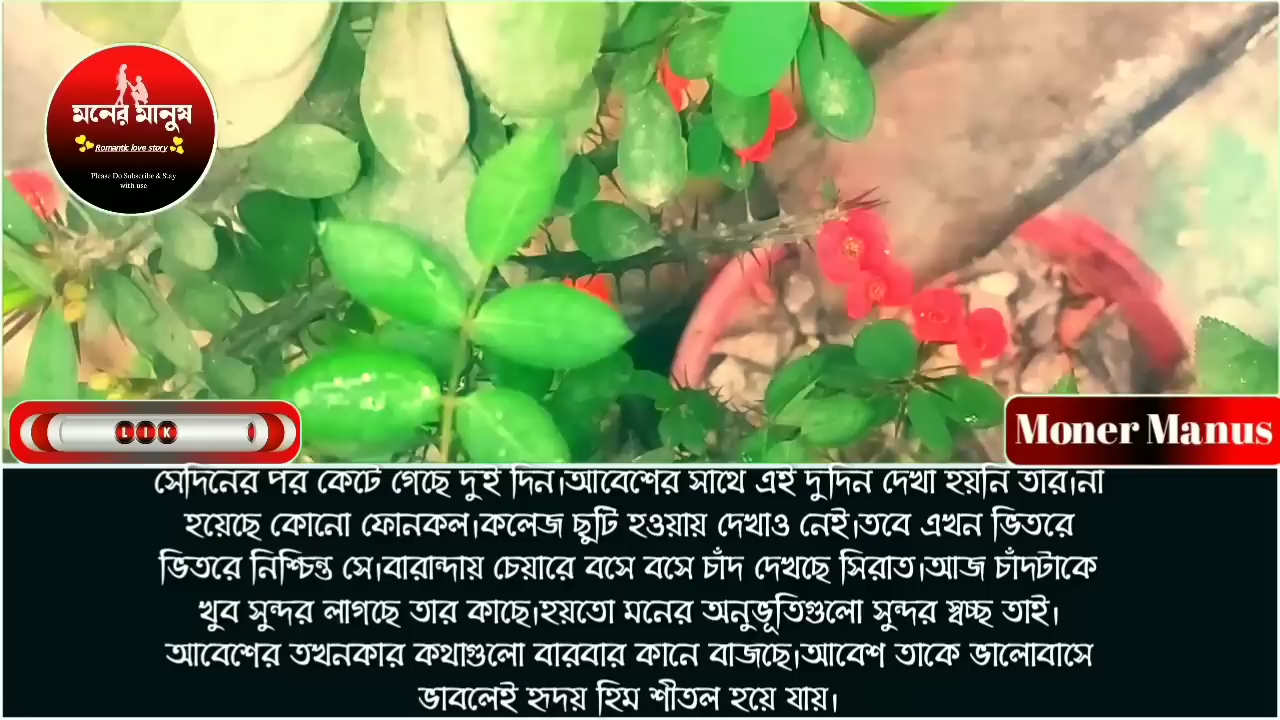 মনের মানুষ
Romantic love story
Please Do Subscribe & Stay
with use
LIK
Moner Manus
সেদিনের পর কেটে গেছে দুই দিন।আবেশের সাথে এই দুদিন দেখা হয়নি তার।না
হয়েছে কোনো ফোনকল।কলেজ ছুটি হওয়ায় দেখাও নেই।তবে এখন ভিতরে
ভিতরে নিশ্চিন্ত সে।বারান্দায় চেয়ারে বসে বসে চাঁদ দেখছে সিরাত।আজ চাঁদটাকে
খুব সুন্দর লাগছে তার কাছে।হয়তো মনের অনুভূতিগুলো সুন্দর স্বচ্ছ তাই।
আবেশের তখনকার কথাগুলো বারবার কানে বাজছে।আবেশ তাকে ভালোবাসে
ভাবলেই হৃদয় হিম শীতল হয়ে যায়।